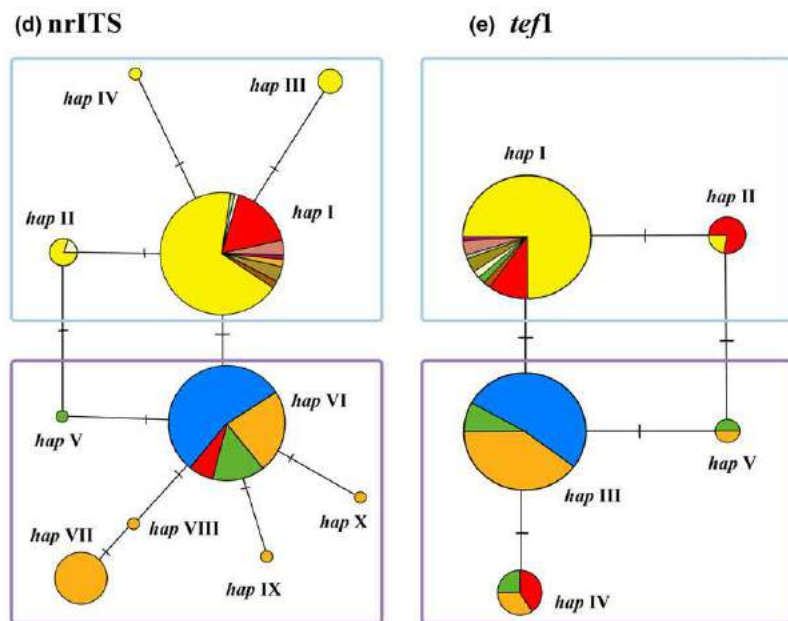 (d) nrITS
hap IV
hap III
hap II
hap I
hap V
hap VI
hap VII
hap VIII
hap IX
hap X
(e) tef1
hap I
hap II
hap III
hap V
hap IV